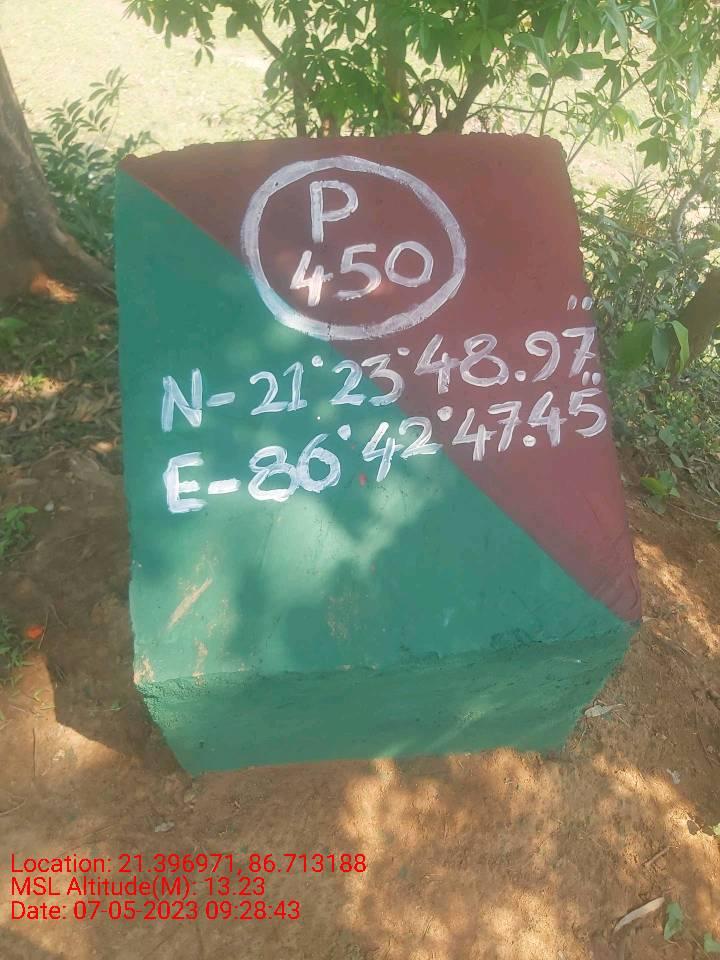 P
450
N-21°23°48.97"
E-86°42°47.45"
Location: 21.396971, 86.713188
MSL Altitude(M): 13.23
Date: 07-05-2023 09:28:43